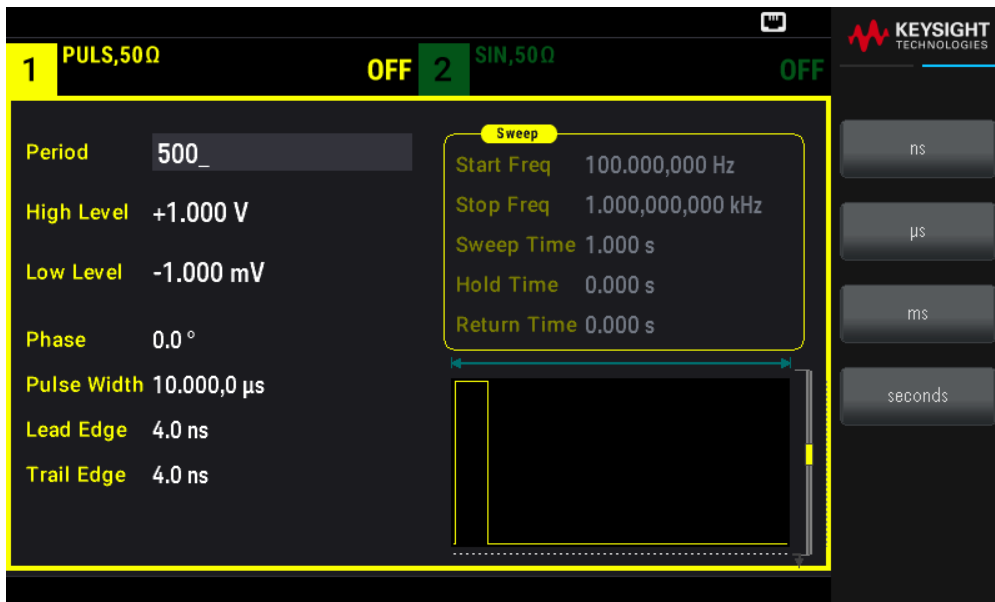 KEYSIGHT
TECHNOLOGIES
1 PULS,50Ω OFF 2 SIN,50Ω OFF
Period 500_
High Level +1.000 V
Low Level -1.000 mV
Phase 0.0 °
Pulse Width 10.000,0 µs
Lead Edge 4.0 ns
Trail Edge 4.0 ns
Sweep
Start Freq 100.000,000 Hz
Stop Freq 1.000,000,000 kHz
Sweep Time 1.000 s
Hold Time 0.000 s
Return Time 0.000 s
ns
µs
ms
seconds